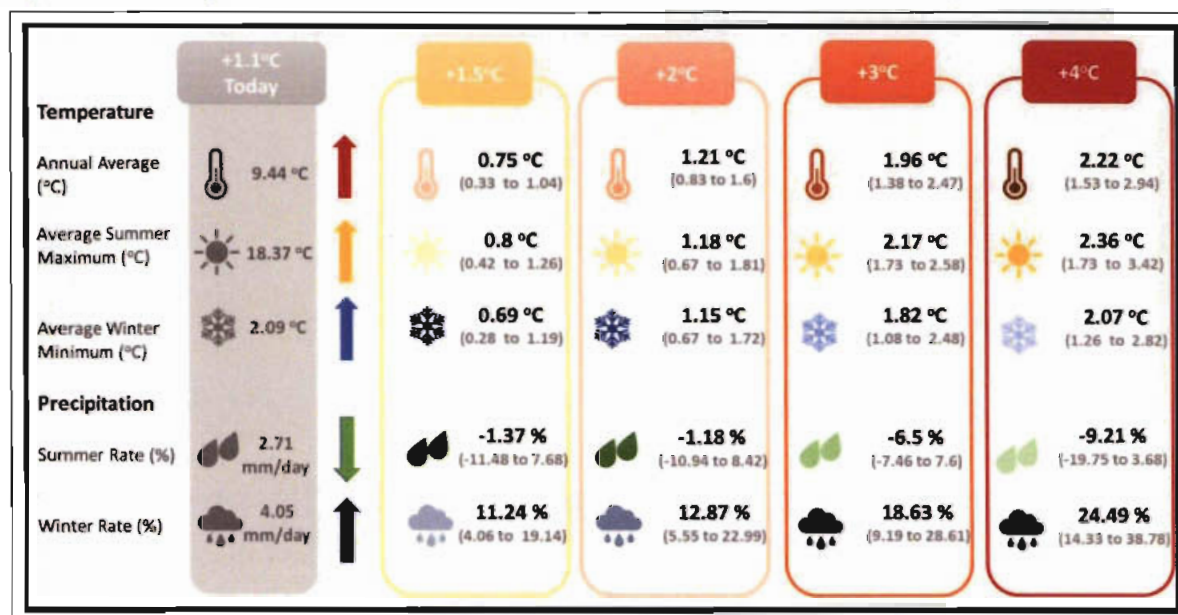 +1.1°C
Today
+1.5°C
+2°C
+3°C
+4°C
Temperature
Annual Average
(°C)
9.44 °C
0.75 °C
(0.33 to 1.04)
1.21 °C
(0.83 to 1.6)
1.96 °C
(1.38 to 2.47)
2.22 °C
(1.53 to 2.94)
Average Summer
Maximum (°C)
18.37 °C
0.8 °C
(0.42 to 1.26)
1.18 °C
(0.67 to 1.81)
2.17 °C
(1.73 to 2.58)
2.36 °C
(1.73 to 3.42)
Average Winter
Minimum (°C)
2.09 °C
0.69 °C
(0.28 to 1.19)
1.15 °C
(0.67 to 1.72)
1.82 °C
(1.08 to 2.48)
2.07 °C
(1.26 to 2.82)
Precipitation
Summer Rate (%)
2.71
mm/day
-1.37 %
(-11.48 to 7.68)
-1.18 %
(-10.94 to 8.42)
-6.5 %
(-7.46 to 7.6)
-9.21 %
(-19.75 to 3.68)
Winter Rate (%)
4.05
mm/day
11.24 %
(4.06 to 19.14)
12.87 %
(5.55 to 22.99)
18.63 %
(9.19 to 28.61)
24.49 %
(14.33 to 38.78)